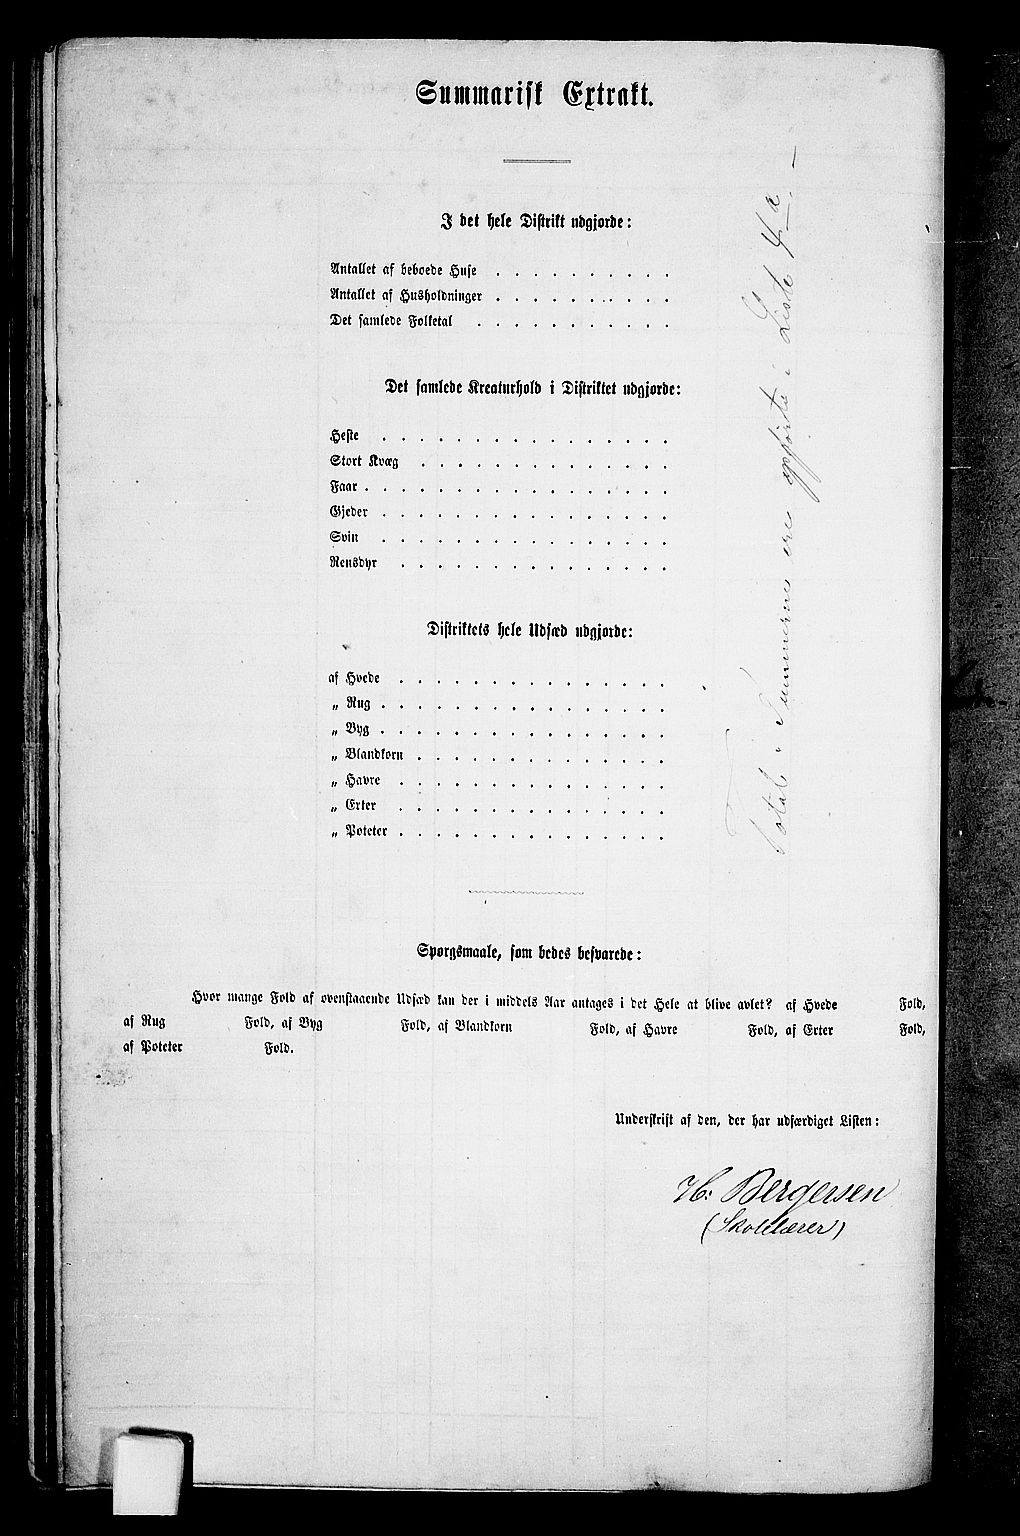 Summarisk Extrakt.
I det hele Distrikt udgjorde:
Antallet af beboede Huse . . . . . . . . . .
Antallet af Husholdninger . . . . . . . . . .
Det samlede Folketal . . . . . . . . . . .
Det samlede Kreaturhold i Distriktet udgjorde:
Heste . . . . . . . . . . . . . . . .
Stort Kvæg . . . . . . . . . . . . . .
Faar . . . . . . . . . . . . . . . . .
Gjeder . . . . . . . . . . . . . . . .
Svin . . . . . . . . . . . . . . . .
Rensdyr . . . . . . . . . . . . . . .
Distriktets hele Udsæd udgjorde:
af Hvede . . . . . . . . . . . . . . .
„ Rug . . . . . . . . . . . . . . . .
„ Byg . . . . . . . . . . . . . . . .
„ Blandkorn . . . . . . . . . . . . . .
„ Havre . . . . . . . . . . . . . . .
„ Erter . . . . . . . . . . . . . . .
„ Poteter . . . . . . . . . . . . . . .
Total Summerne ere opførte i Liste 4 a. —
Spørgsmaale, som bedes besvarede:
Hvor mange Fold af ovenstaaende Udsæd kan der i middels Aar antages i det Hele at blive avlet? af Hvede Fold,
af Rug Fold, af Byg Fold, af Blandkorn Fold, af Havre Fold, af Erter Fold,
af Poteter Fold.
Underskrift af den, der har udfærdiget Listen:
H: Bergersen
(Skolelærer)